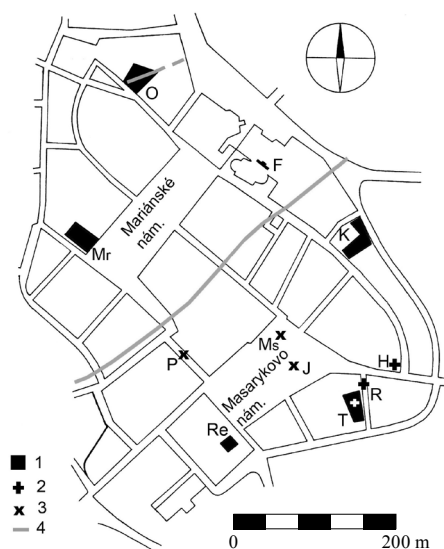 O
F
Mariánské
nám.
K
Mr
Ms
P
J
H
Masarykovo
nám.
R
T
Re
1
2
3
4
0
200 m